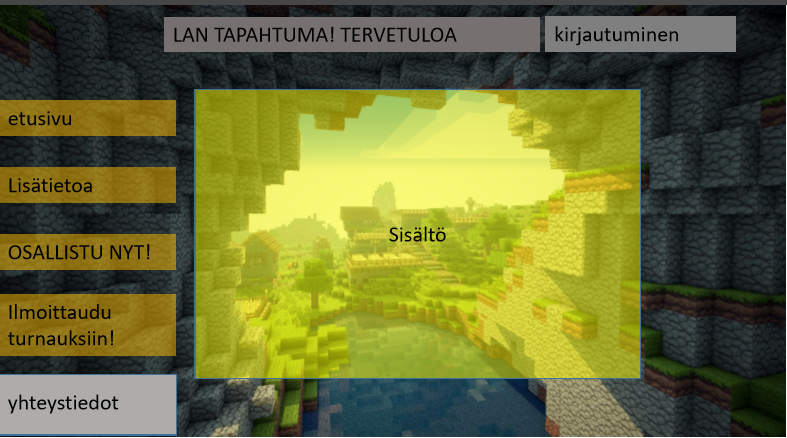 LAN TAPAHTUMA! TERVETULOA
kirjautuminen
etusivu
Lisätietoa
OSALLISTU NYT!
Ilmoittaudu
turnauksiin!
yhteystiedot
Sisältö